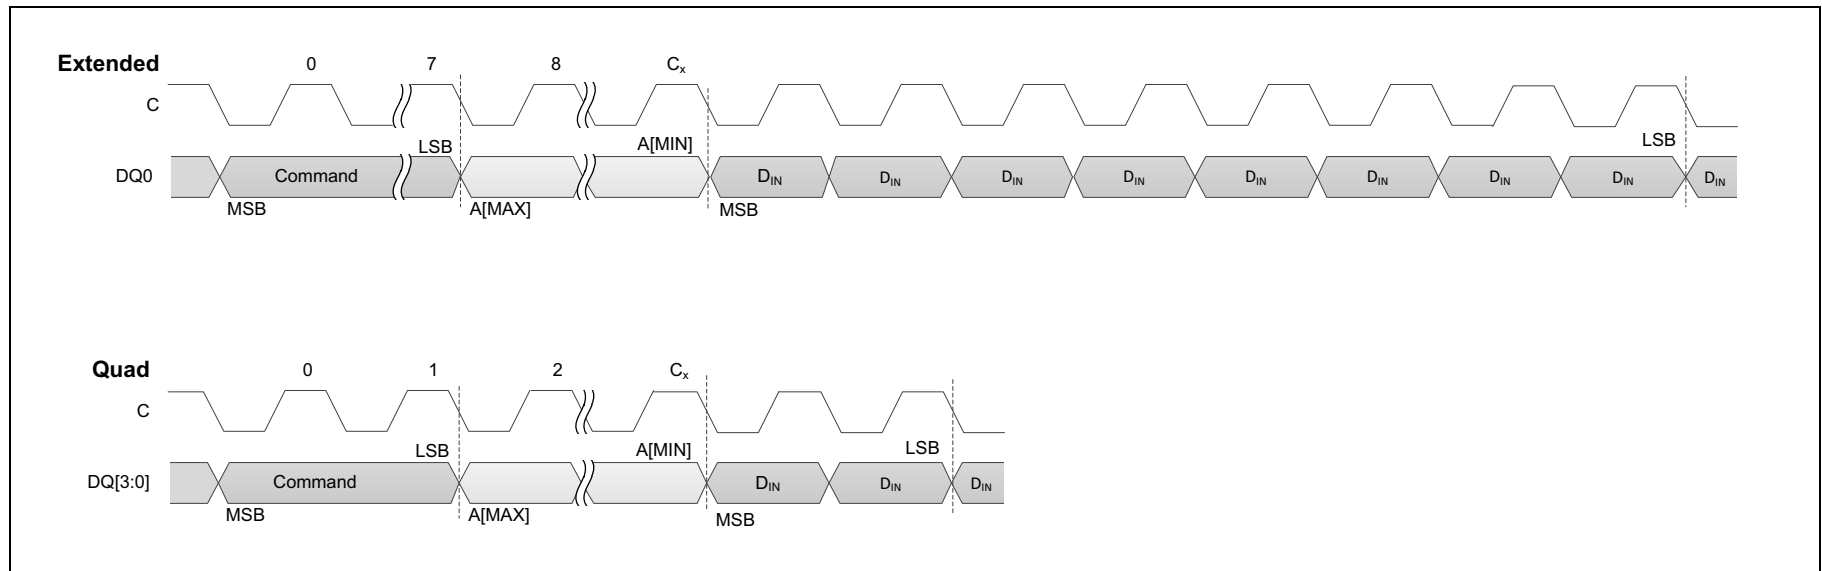 Extended 0 7 8 Cx
C
LSB A[MIN] LSB
DQ0 Command DIN DIN DIN DIN DIN DIN DIN DIN DIN
MSB A[MAX] MSB
Quad 0 1 2 Cx
C
LSB A[MIN] LSB
DQ[3:0] Command DIN DIN DIN
MSB A[MAX] MSB